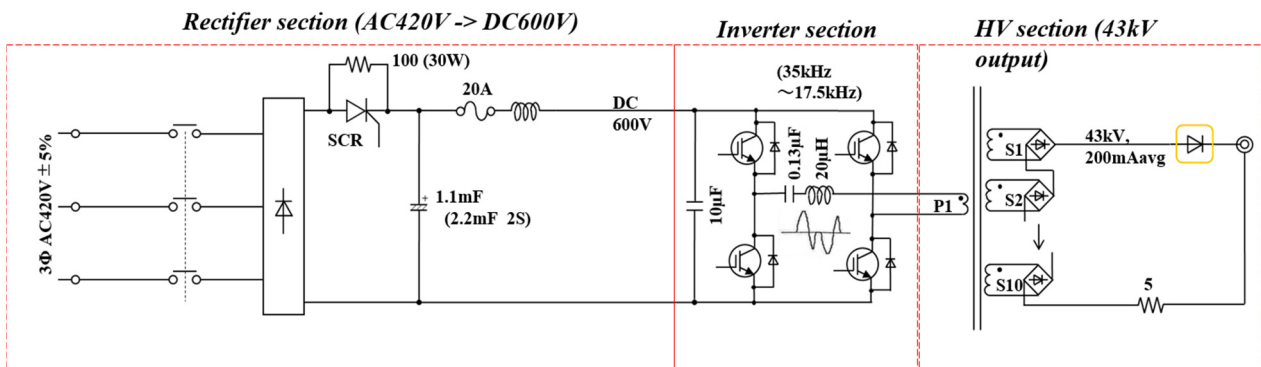 Rectifier section (AC420V -> DC600V)
Inverter section
HV section (43kV
output)
100 (30W)
SCR
20A
DC
600V
(35kHz
~17.5kHz)
3Φ AC420V±5%
1.1mF
(2.2mF 2S)
10μF
0.13μF
20μH
P1
S1
S2
S10
43kV,
200mAavg
5